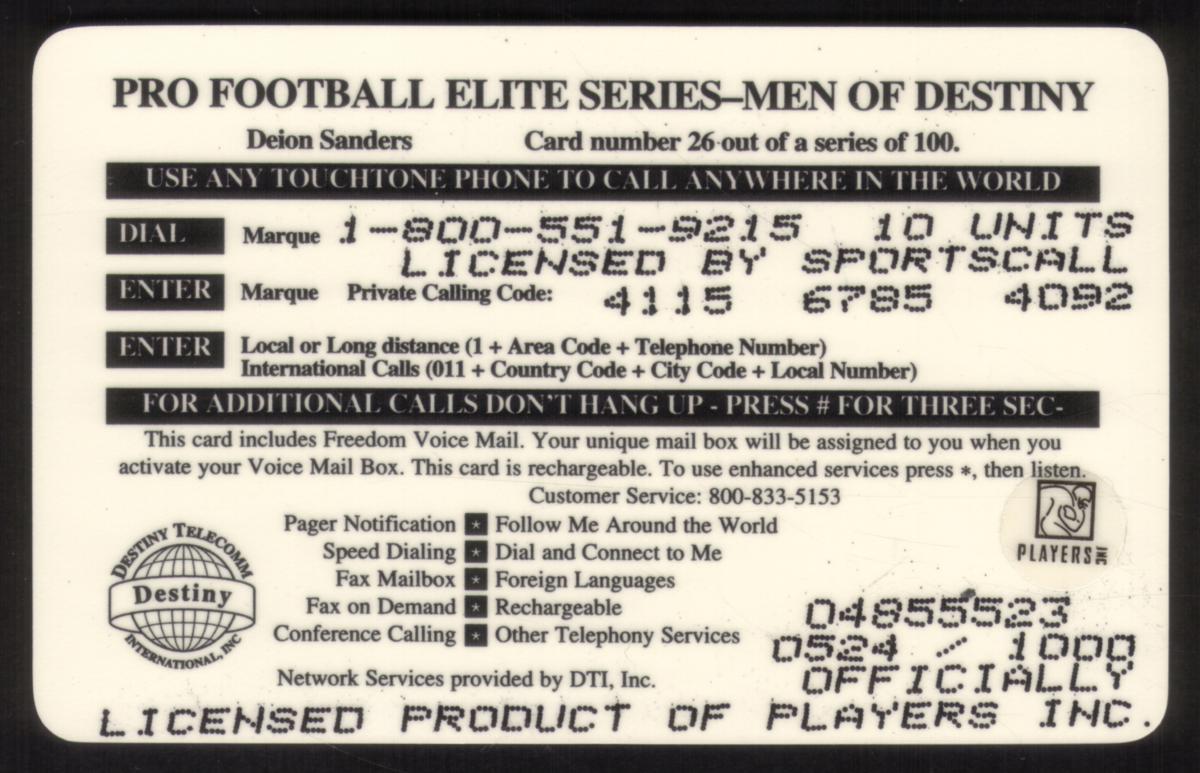 PRO FOOTBALL ELITE SERIES–MEN OF DESTINY
Deion Sanders Card number 26 out of a series of 100.
USE ANY TOUCHTONE PHONE TO CALL ANYWHERE IN THE WORLD
DIAL Marque 1-800-551-9215 10 UNITS
LICENSED BY SPORTSCALL
ENTER Marque Private Calling Code: 4115 6785 4092
ENTER Local or Long distance (1 + Area Code + Telephone Number)
International Calls (011 + Country Code + City Code + Local Number)
FOR ADDITIONAL CALLS DON'T HANG UP - PRESS # FOR THREE SEC-
This card includes Freedom Voice Mail. Your unique mail box will be assigned to you when you
activate your Voice Mail Box. This card is rechargeable. To use enhanced services press *, then listen.
Customer Service: 800-833-5153
Pager Notification * Follow Me Around the World
Speed Dialing * Dial and Connect to Me
Fax Mailbox * Foreign Languages
Fax on Demand * Rechargeable
Conference Calling * Other Telephony Services
DESTINY TELECOMM
Destiny
INTERNATIONAL, INC
PLAYERS INC
04855523
0524 / 1000
Network Services provided by DTI, Inc.
OFFICIALLY
LICENSED PRODUCT OF PLAYERS INC.